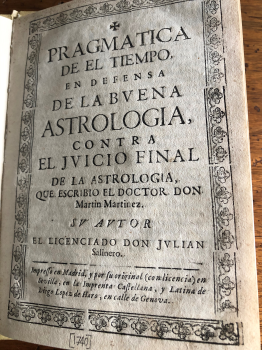 ✠
PRAGMATICA
DE EL TIEMPO,
EN DEFENSA
DE LA BVENA
ASTROLOGIA,
CONTRA
EL JVICIO FINAL
DE LA ASTROLOGIA,
QUE ESCRIBIO EL DOCTOR DON
Martin Martinez.
SV AVTOR
EL LICENCIADO DON JVLIAN
Salinero.
Impresso en Madrid, y por su original (con licencia) en
Sevilla, en la Imprenta Castellana, y Latina de
Diego Lopez de Haro, en calle de Genova.